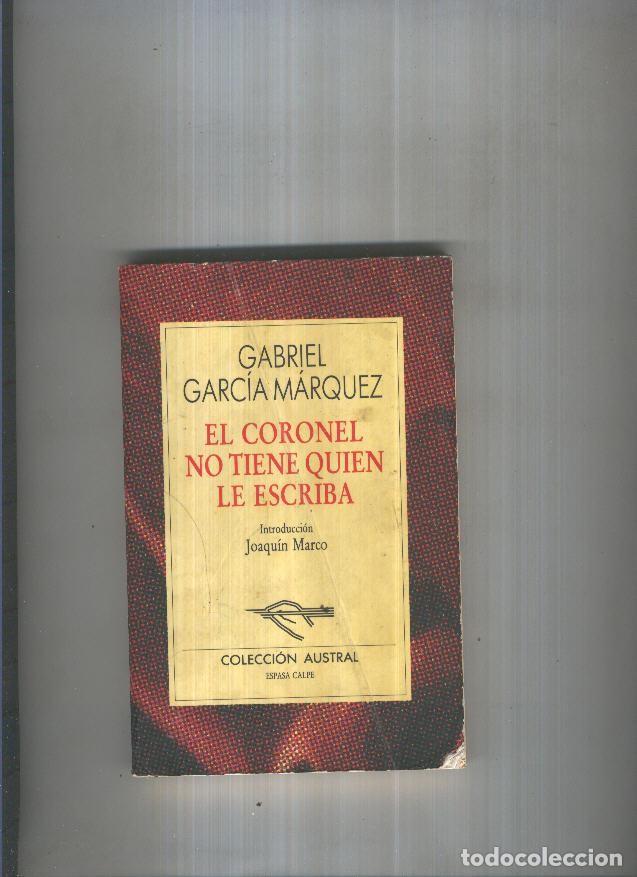 GABRIEL
GARCÍA MÁRQUEZ
EL CORONEL
NO TIENE QUIEN
LE ESCRIBA
Introducción
Joaquín Marco
COLECCIÓN AUSTRAL
ESPASA CALPE
todocoleccion